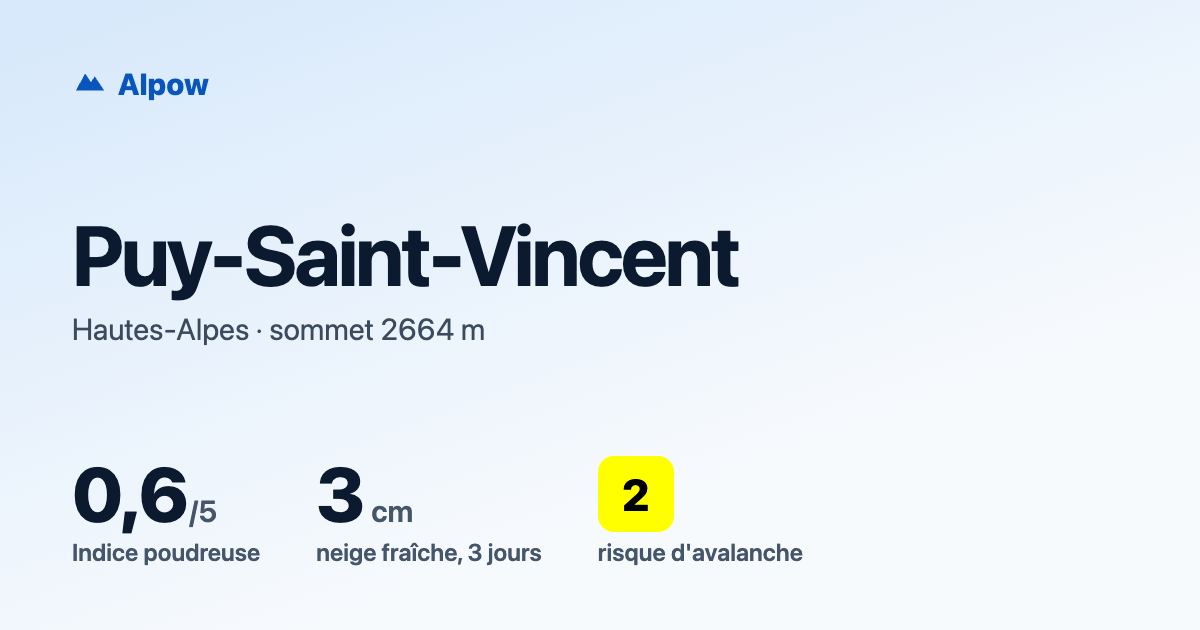 Alpow
Puy-Saint-Vincent
Hautes-Alpes · sommet 2664 m
0,6/5 3 cm 2
Indice poudreuse neige fraîche, 3 jours risque d'avalanche